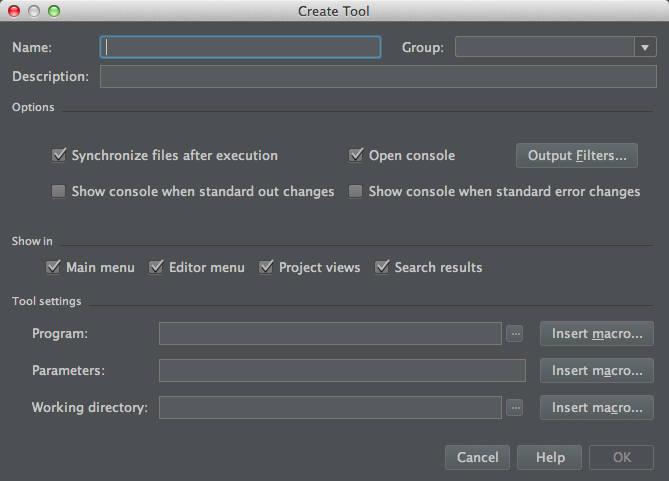 Create Tool
Name: Group:
Description:
Options
Synchronize files after execution Open console Output Filters...
Show console when standard out changes Show console when standard error changes
Show in
Main menu Editor menu Project views Search results
Tool settings
Program: ... Insert macro...
Parameters: Insert macro...
Working directory: ... Insert macro...
Cancel Help OK